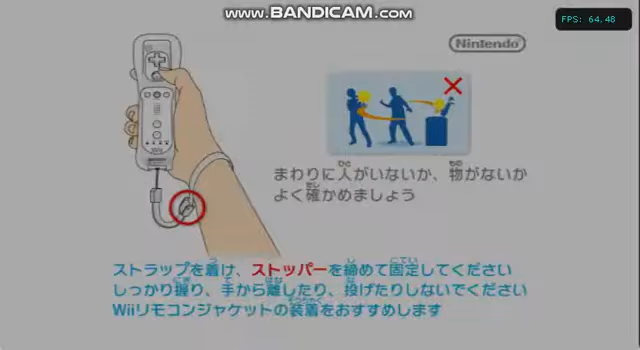 www.BANDICAM.com
FPS: 64.48
Nintendo
まわりに人がいないか、物がないか
よく確かめましょう
ストラップを着け、ストッパーを締めて固定してください
しっかり握り、手から離したり、投げたりしないでください
Wiiリモコンジャケットの装着をおすすめします